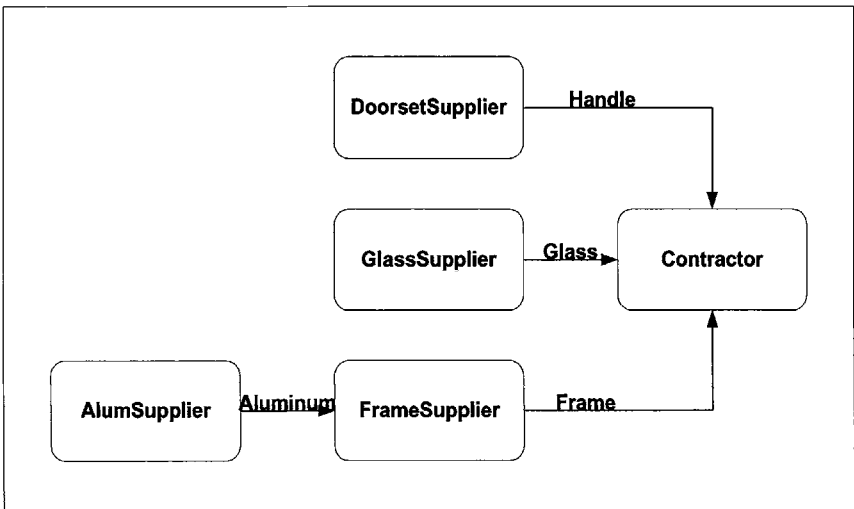 DoorsetSupplier
Handle
GlassSupplier
Glass
Contractor
AlumSupplier
Aluminum
FrameSupplier
Frame